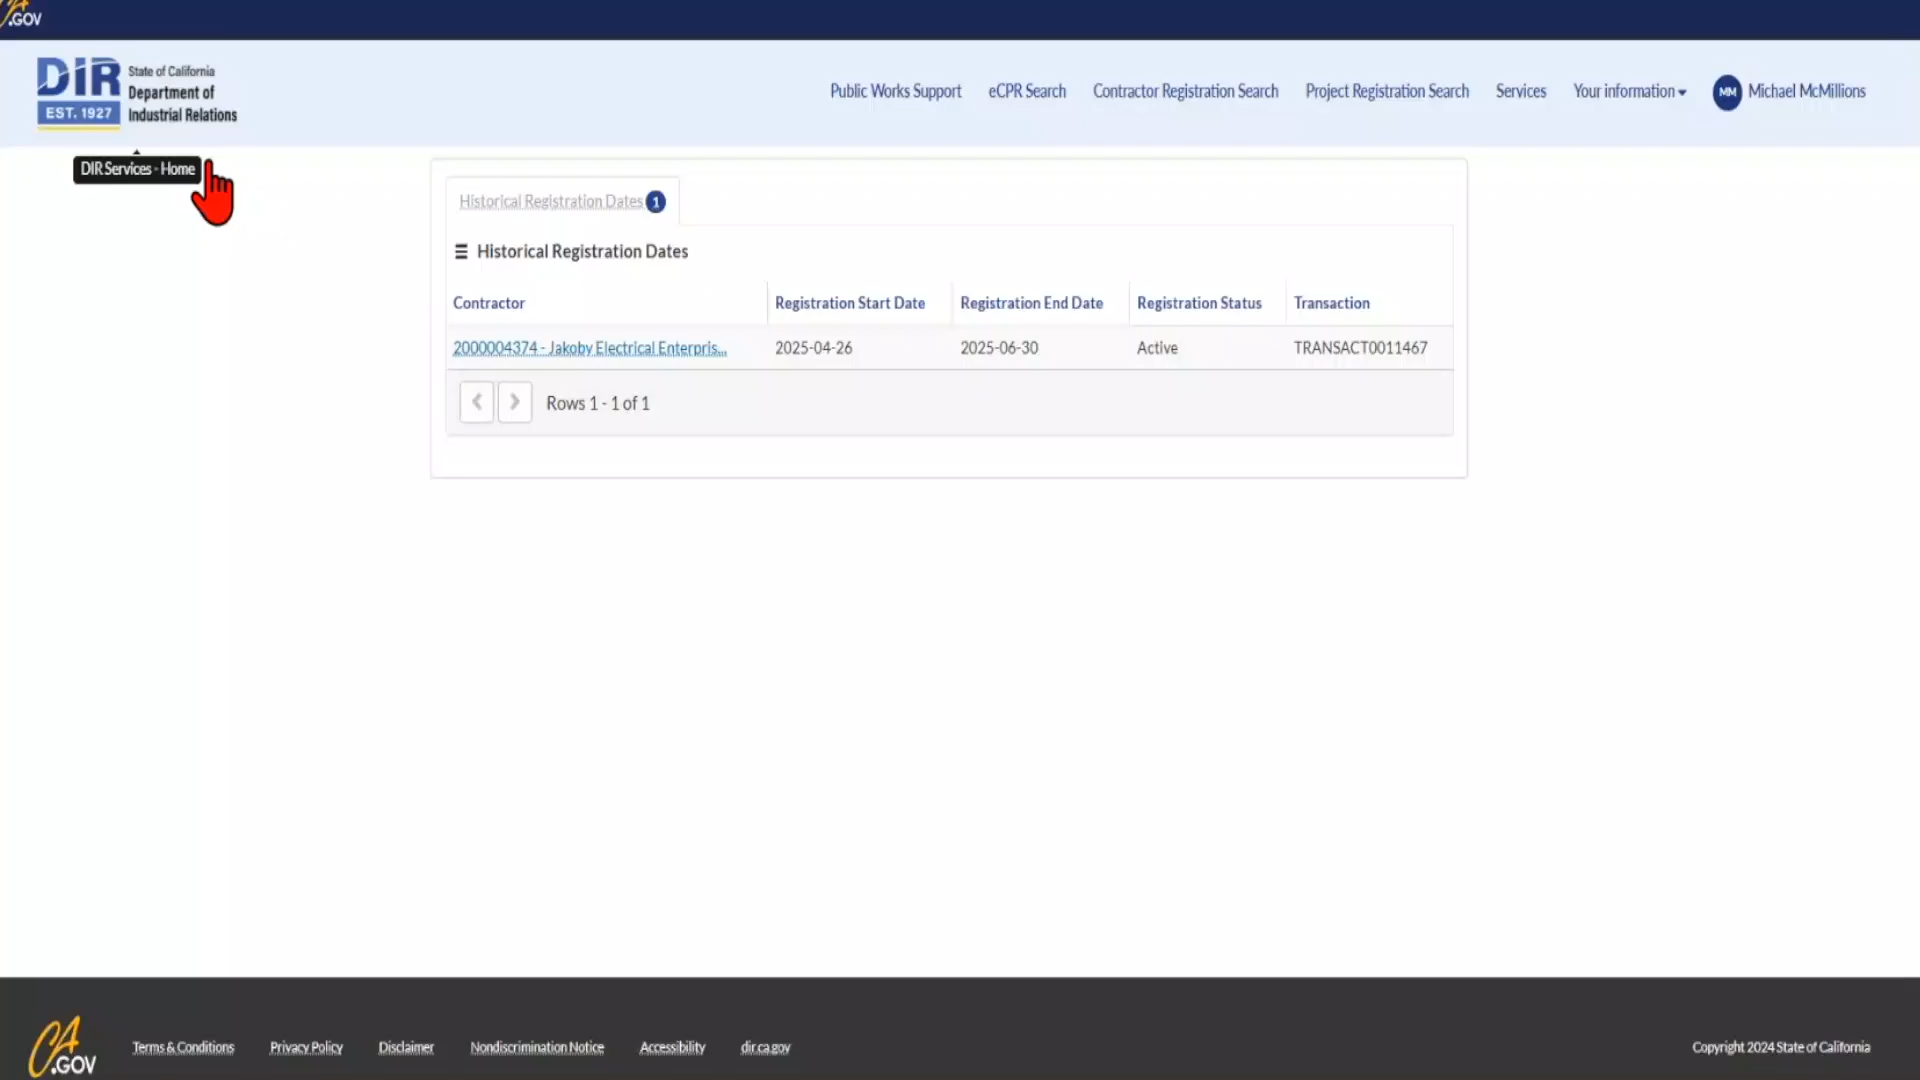 .GOV
DIR
EST. 1927
State of California
Department of
Industrial Relations
Public Works Support eCPR Search Contractor Registration Search Project Registration Search Services Your information MM Michael McMillions
DIR Services - Home
Historical Registration Dates 1
Historical Registration Dates
Contractor Registration Start Date Registration End Date Registration Status Transaction
2000004374 - Jakoby Electrical Enterpris... 2025-04-26 2025-06-30 Active TRANSACT0011467
Rows 1 - 1 of 1
CA
.GOV
Terms & Conditions Privacy Policy Disclaimer Nondiscrimination Notice Accessibility dir.ca.gov Copyright 2024 State of California